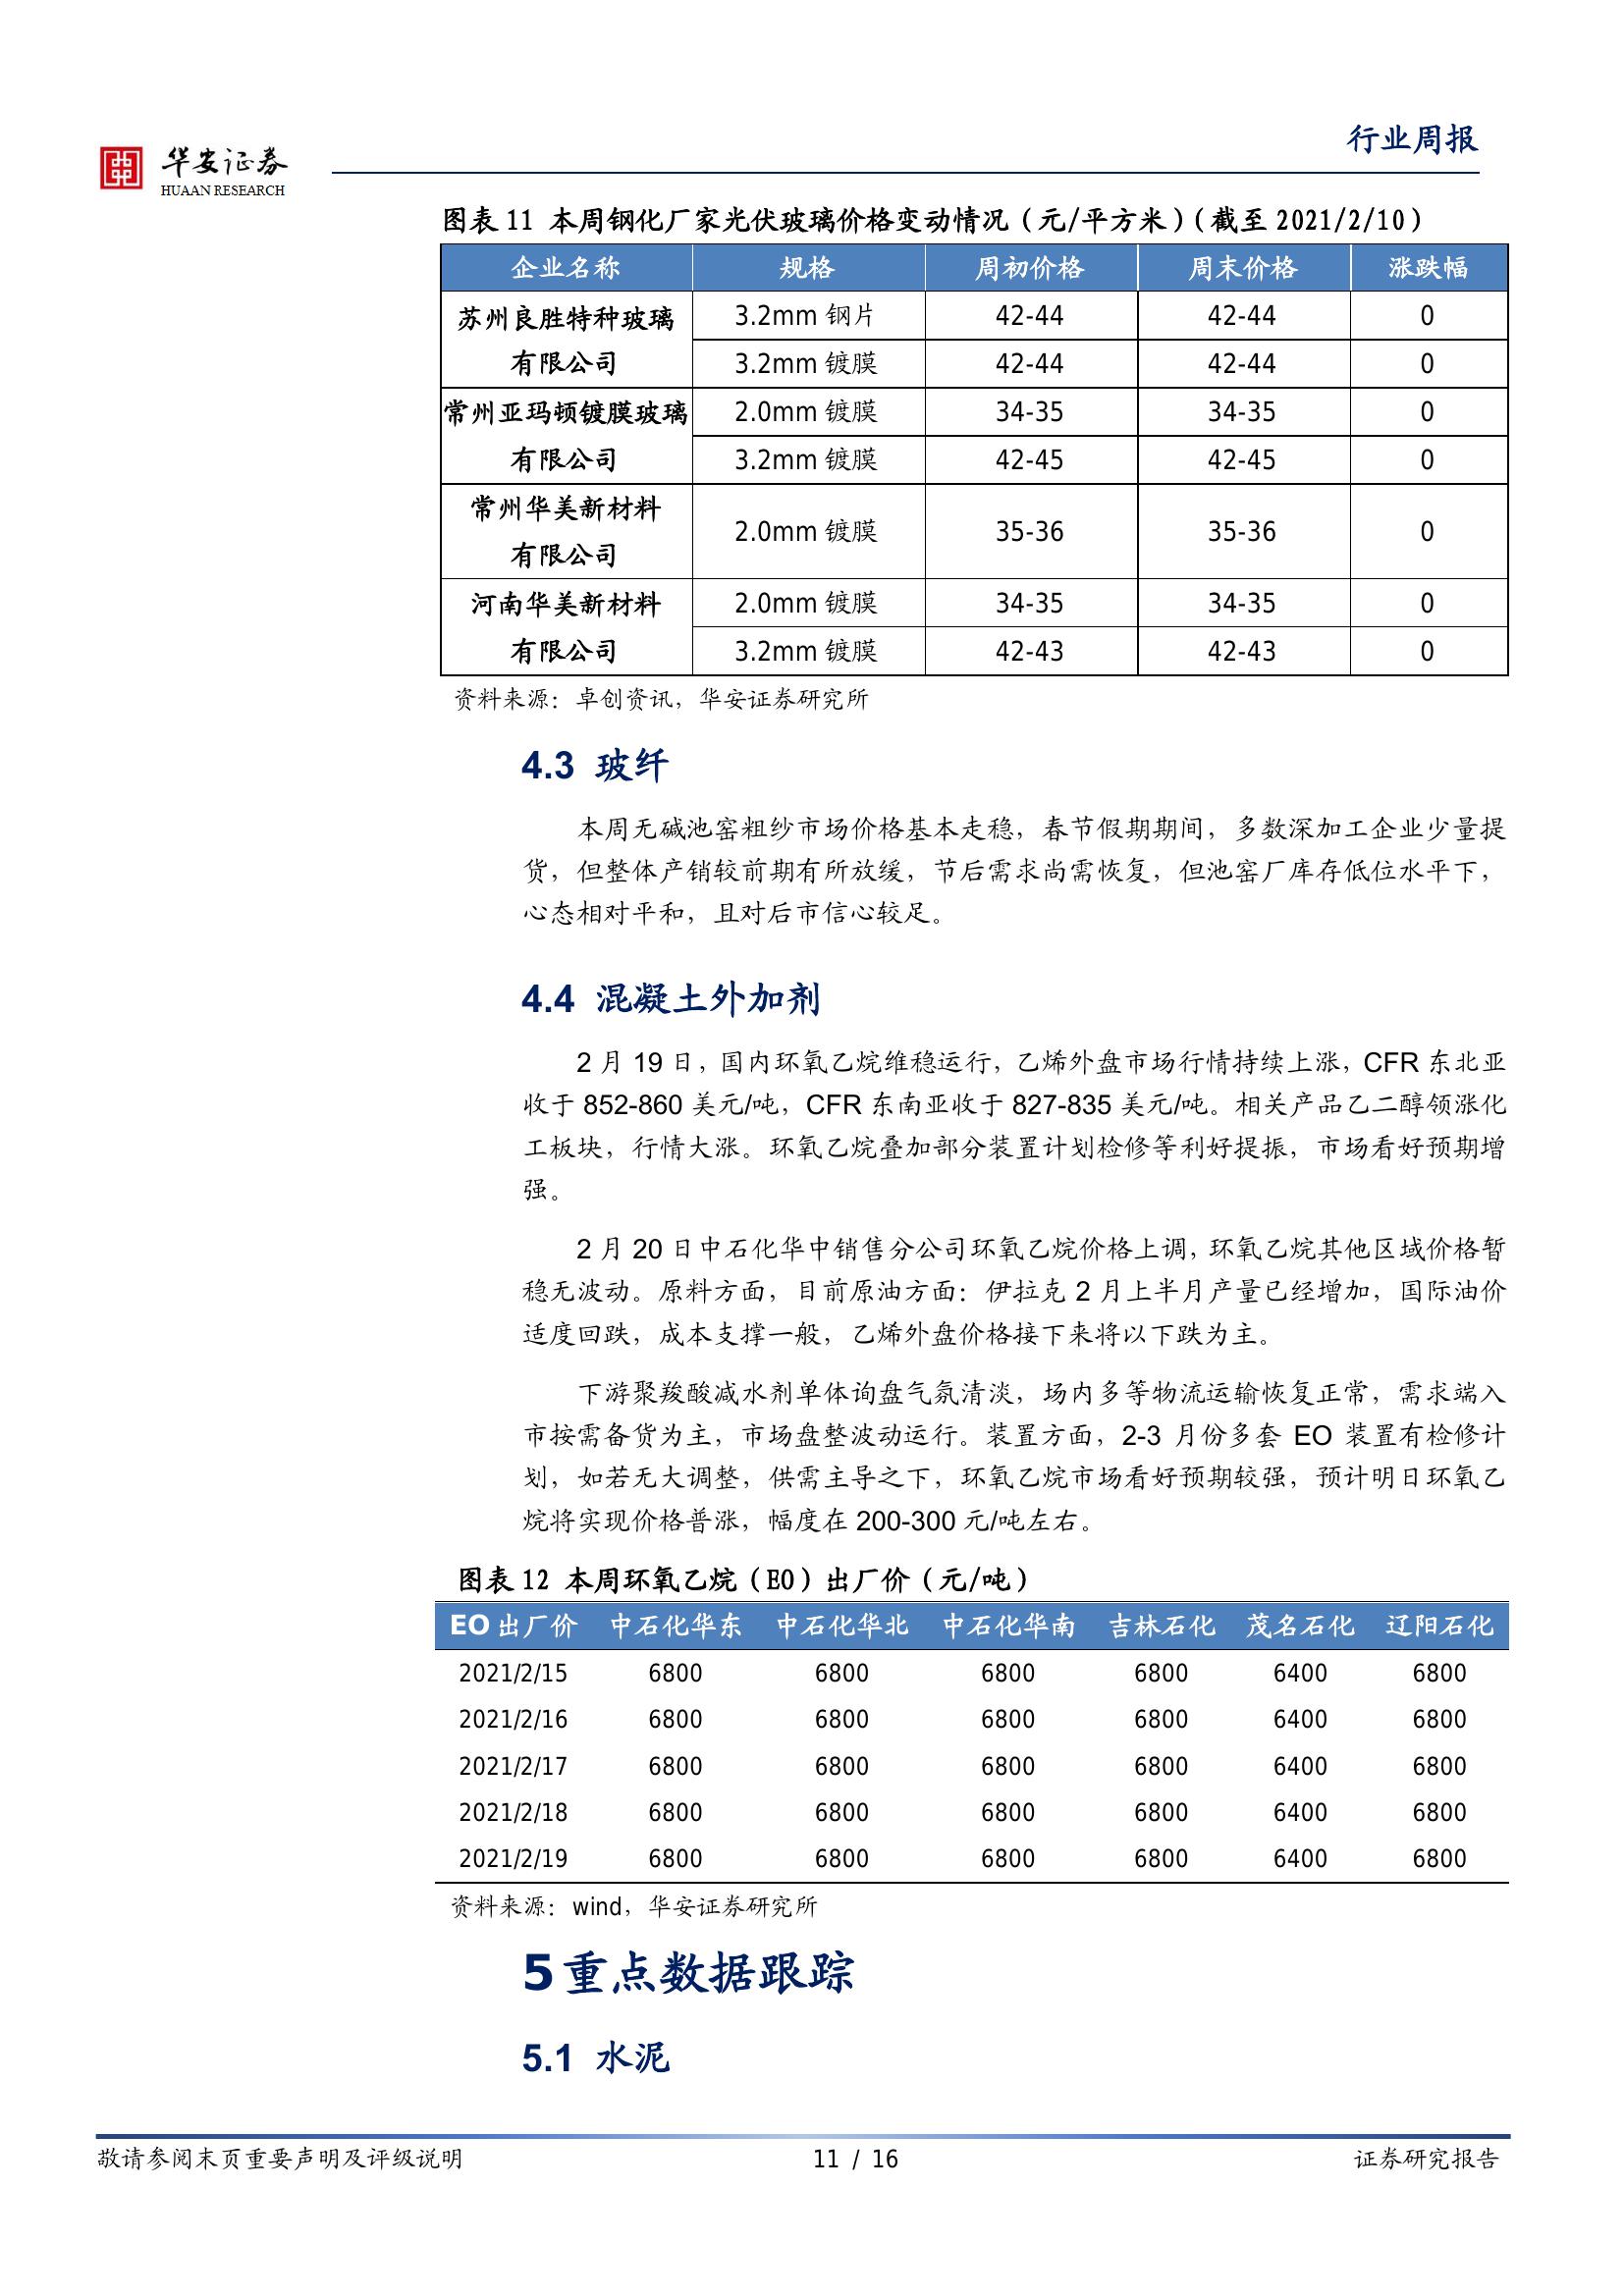 华安证券
HUAAN RESEARCH
行业周报
图表 11 本周钢化厂家光伏玻璃价格变动情况（元/平方米）（截至 2021/2/10）
企业名称 规格 周初价格 周末价格 涨跌幅
苏州良胜特种玻璃
有限公司
3.2mm 钢片 42-44 42-44 0
3.2mm 镀膜 42-44 42-44 0
常州亚玛顿镀膜玻璃
有限公司
2.0mm 镀膜 34-35 34-35 0
3.2mm 镀膜 42-45 42-45 0
常州华美新材料
有限公司
2.0mm 镀膜 35-36 35-36 0
河南华美新材料
有限公司
2.0mm 镀膜 34-35 34-35 0
3.2mm 镀膜 42-43 42-43 0
资料来源：卓创资讯，华安证券研究所
4.3 玻纤
本周无碱池窑粗纱市场价格基本走稳，春节假期期间，多数深加工企业少量提
货，但整体产销较前期有所放缓，节后需求尚需恢复，但池窑厂库存低位水平下，
心态相对平和，且对后市信心较足。
4.4 混凝土外加剂
2 月 19 日，国内环氧乙烷维稳运行，乙烯外盘市场行情持续上涨，CFR 东北亚
收于 852-860 美元/吨，CFR 东南亚收于 827-835 美元/吨。相关产品乙二醇领涨化
工板块，行情大涨。环氧乙烷叠加部分装置计划检修等利好提振，市场看好预期增
强。
2 月 20 日中石化华中销售分公司环氧乙烷价格上调，环氧乙烷其他区域价格暂
稳无波动。原料方面，目前原油方面：伊拉克 2 月上半月产量已经增加，国际油价
适度回跌，成本支撑一般，乙烯外盘价格接下来将以下跌为主。
下游聚羧酸减水剂单体询盘气氛清淡，场内多等物流运输恢复正常，需求端入
市按需备货为主，市场盘整波动运行。装置方面，2-3 月份多套 EO 装置有检修计
划，如若无大调整，供需主导之下，环氧乙烷市场看好预期较强，预计明日环氧乙
烷将实现价格普涨，幅度在 200-300 元/吨左右。
图表 12 本周环氧乙烷（EO）出厂价（元/吨）
EO 出厂价 中石化华东 中石化华北 中石化华南 吉林石化 茂名石化 辽阳石化
2021/2/15 6800 6800 6800 6800 6400 6800
2021/2/16 6800 6800 6800 6800 6400 6800
2021/2/17 6800 6800 6800 6800 6400 6800
2021/2/18 6800 6800 6800 6800 6400 6800
2021/2/19 6800 6800 6800 6800 6400 6800
资料来源：wind，华安证券研究所
5 重点数据跟踪
5.1 水泥
敬请参阅末页重要声明及评级说明 11 / 16 证券研究报告